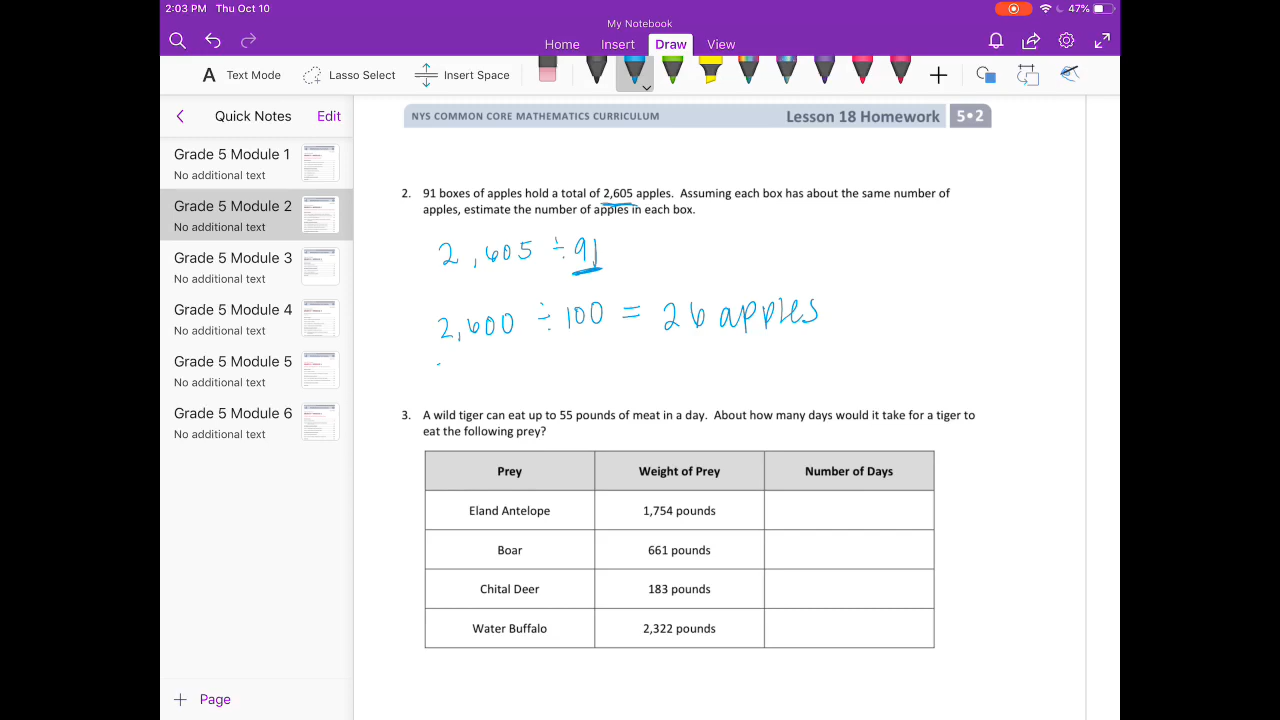 2:03 PM Thu Oct 10
47%
My Notebook
Home Insert Draw View
A Text Mode Lasso Select Insert Space
Quick Notes Edit
NYS COMMON CORE MATHEMATICS CURRICULUM Lesson 18 Homework 5•2
Grade 5 Module 1
No additional text
Grade 5 Module 2
No additional text
Grade 5 Module 3
No additional text
Grade 5 Module 4
No additional text
Grade 5 Module 5
No additional text
Grade 5 Module 6
No additional text
Page
2. 91 boxes of apples hold a total of 2,605 apples. Assuming each box has about the same number of
apples, estimate the number of apples in each box.
2,605 ÷ 91
2,600 ÷ 100 = 26 apples
3. A wild tiger can eat up to 55 pounds of meat in a day. About how many days would it take for a tiger to
eat the following prey?
Prey Weight of Prey Number of Days
Eland Antelope 1,754 pounds
Boar 661 pounds
Chital Deer 183 pounds
Water Buffalo 2,322 pounds